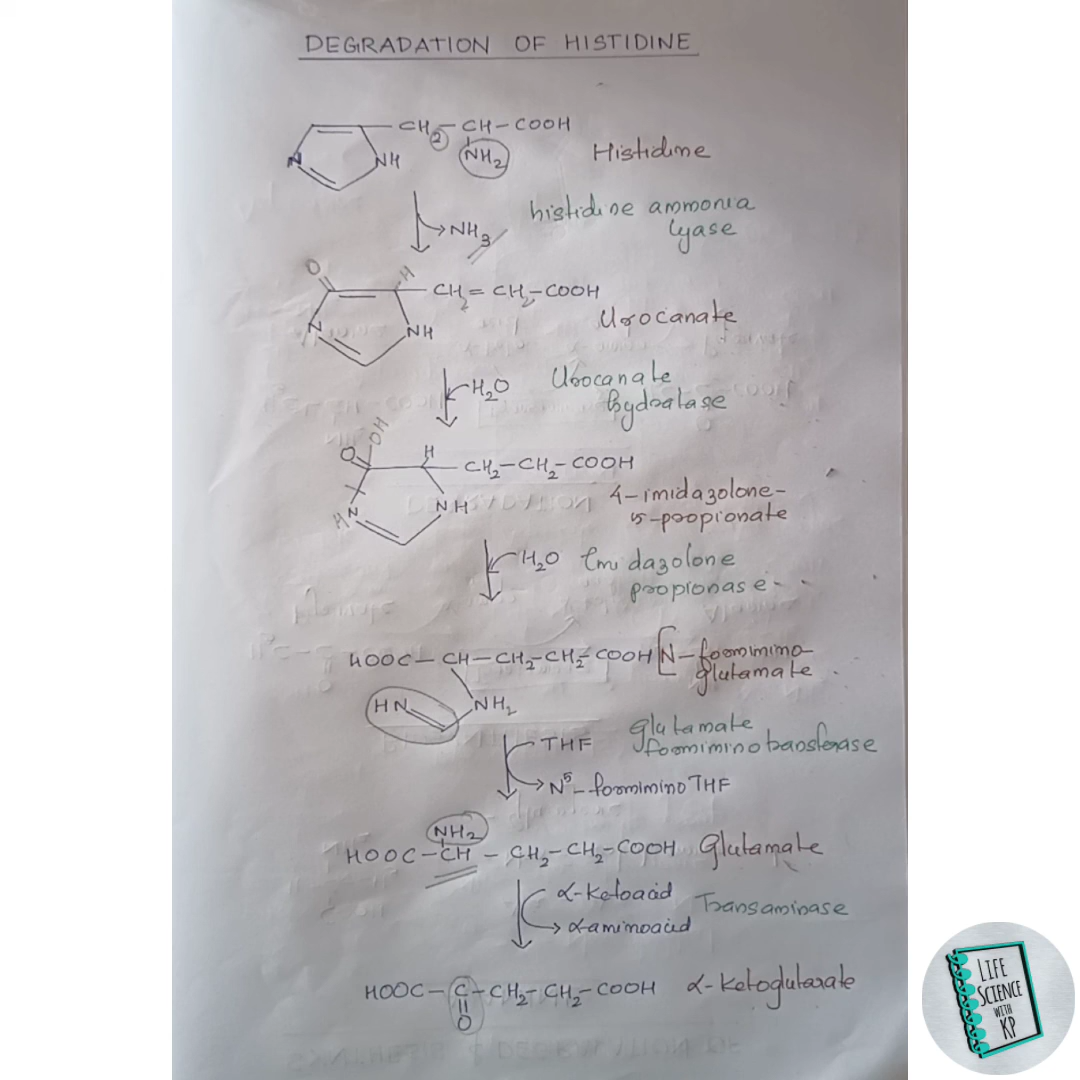 DEGRADATION OF HISTIDINE
CH2 – CH – COOH
N NH NH2 Histidine
histidine ammonia
→ NH3 lyase
O H
CH2 = CH2 – COOH
N NH Urocanate
H2O Urocanate
hydratase
OH
O H CH2 – CH2 – COOH
H N NH 4-imidazolone-
5-propionate
H2O Imidazolone
propionase
HOOC – CH – CH2 – CH2 – COOH [N-formimino-
glutamate
HN NH2
THF Glutamate
formimino transferase
→ N5-formimino THF
NH2
HOOC – CH – CH2 – CH2 – COOH Glutamate
α-Ketoacid Transaminase
→ α-aminoacid
HOOC – C – CH2 – CH2 – COOH α-Ketoglutarate
O
LIFE
SCIENCE
WITH
KP